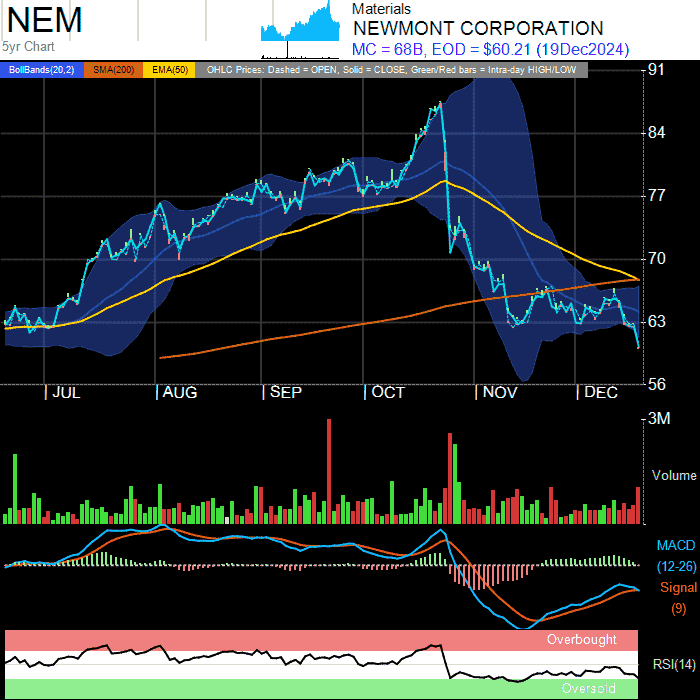 NEM
5yr Chart
Materials
NEWMONT CORPORATION
MC = 68B, EOD = $60.21 (19Dec2024)
BollBands(20,2) SMA(200) EMA(50) OHLC Prices: Dashed = OPEN, Solid = CLOSE, Green/Red bars = Intra-day HIGH/LOW
91
84
77
70
63
56
| JUL | AUG | SEP | OCT | NOV | DEC
3M
Volume
MACD
(12-26)
Signal
(9)
Overbought
RSI(14)
Oversold